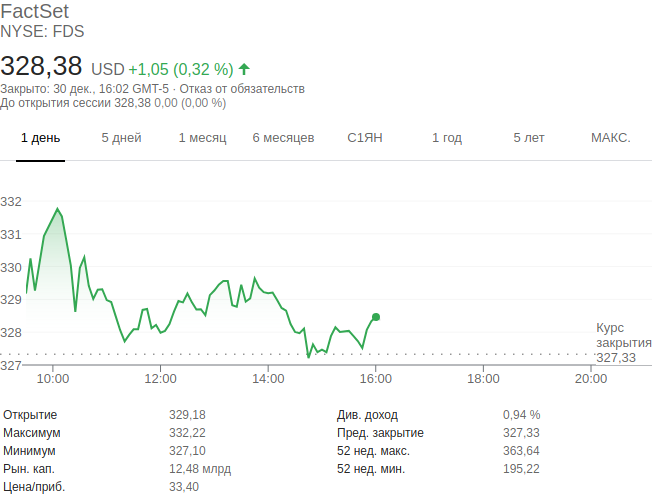 FactSet
NYSE: FDS
328,38 USD +1,05 (0,32 %)
Закрыто: 30 дек., 16:02 GMT-5 · Отказ от обязательств
До открытия сессии 328,38 0,00 (0,00 %)
1 день 5 дней 1 месяц 6 месяцев С1ЯН 1 год 5 лет МАКС.
332
331
330
329
328
327
Курс
закрытия
327,33
10:00 12:00 14:00 16:00 18:00 20:00
Открытие 329,18 Див. доход 0,94 %
Максимум 332,22 Пред. закрытие 327,33
Минимум 327,10 52 нед. макс. 363,64
Рын. кап. 12,48 млрд 52 нед. мин. 195,22
Цена/приб. 33,40